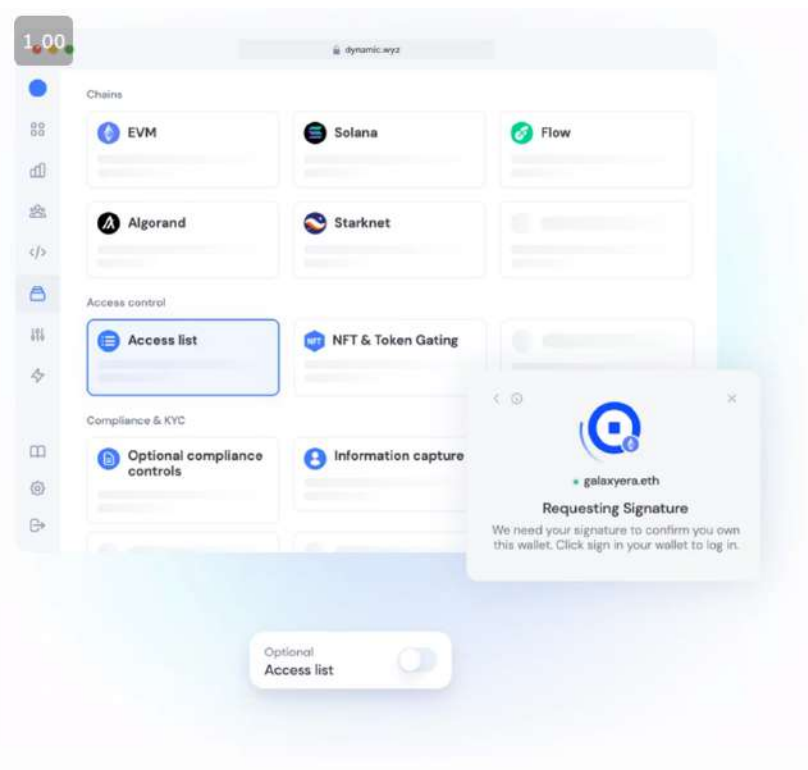 1.00
dynamic.wyz
Chains
EVM
Solana
Flow
Algorand
Starknet
Access control
Access list
NFT
NFT & Token Gating
Compliance & KYC
Optional compliance
controls
Information capture
galaxyera.eth
Requesting Signature
We need your signature to confirm you own
this wallet. Click sign in your wallet to log in.
Optional
Access list